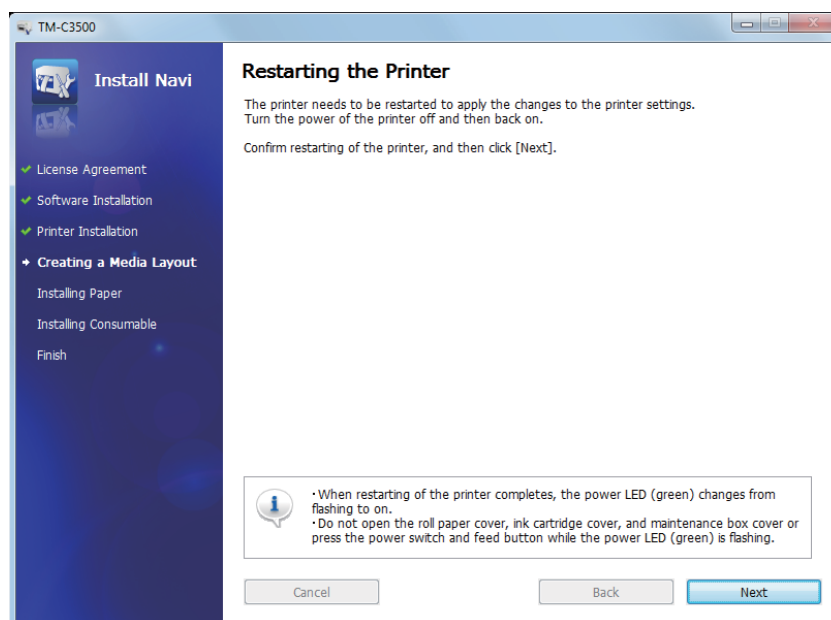 TM-C3500
Install Navi
License Agreement
Software Installation
Printer Installation
Creating a Media Layout
Installing Paper
Installing Consumable
Finish
Restarting the Printer
The printer needs to be restarted to apply the changes to the printer settings.
Turn the power of the printer off and then back on.
Confirm restarting of the printer, and then click [Next].
・When restarting of the printer completes, the power LED (green) changes from
flashing to on.
・Do not open the roll paper cover, ink cartridge cover, and maintenance box cover or
press the power switch and feed button while the power LED (green) is flashing.
Cancel
Back
Next